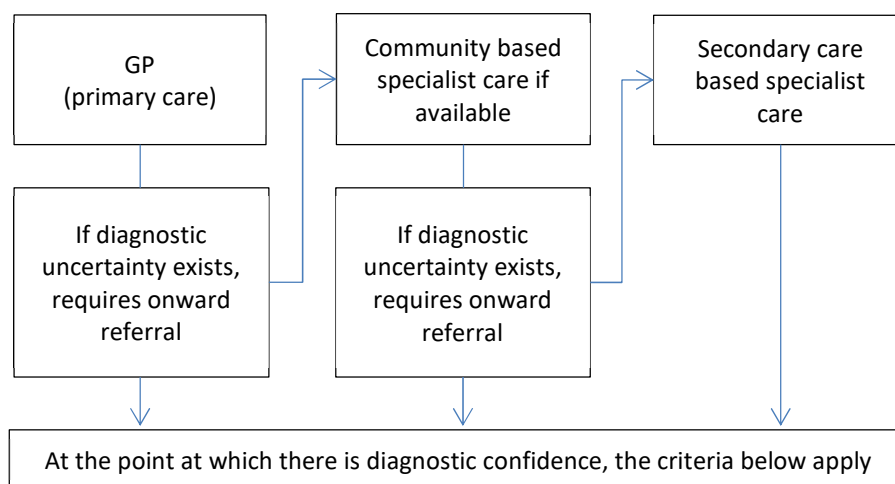 GP
(primary care)
Community based
specialist care if
available
Secondary care
based specialist
care
If diagnostic
uncertainty exists,
requires onward
referral
If diagnostic
uncertainty exists,
requires onward
referral
At the point at which there is diagnostic confidence, the criteria below apply